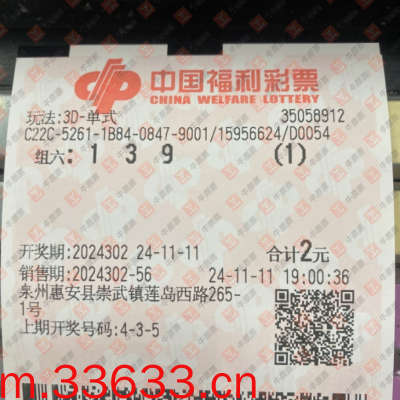 中国福利彩票
CHINA WELFARE LOTTERY
玩法:3D-单式 35058912
C22C-5261-1B84-0847-9001/15956624/D0054
组六: 1 3 9 (1)
开奖期:2024302 24-11-11 合计2元
销售期:2024302-56 24-11-11 19:00:36
泉州惠安县崇武镇莲岛西路265-
1号
上期开奖号码:4-3-5
m.33633.cn